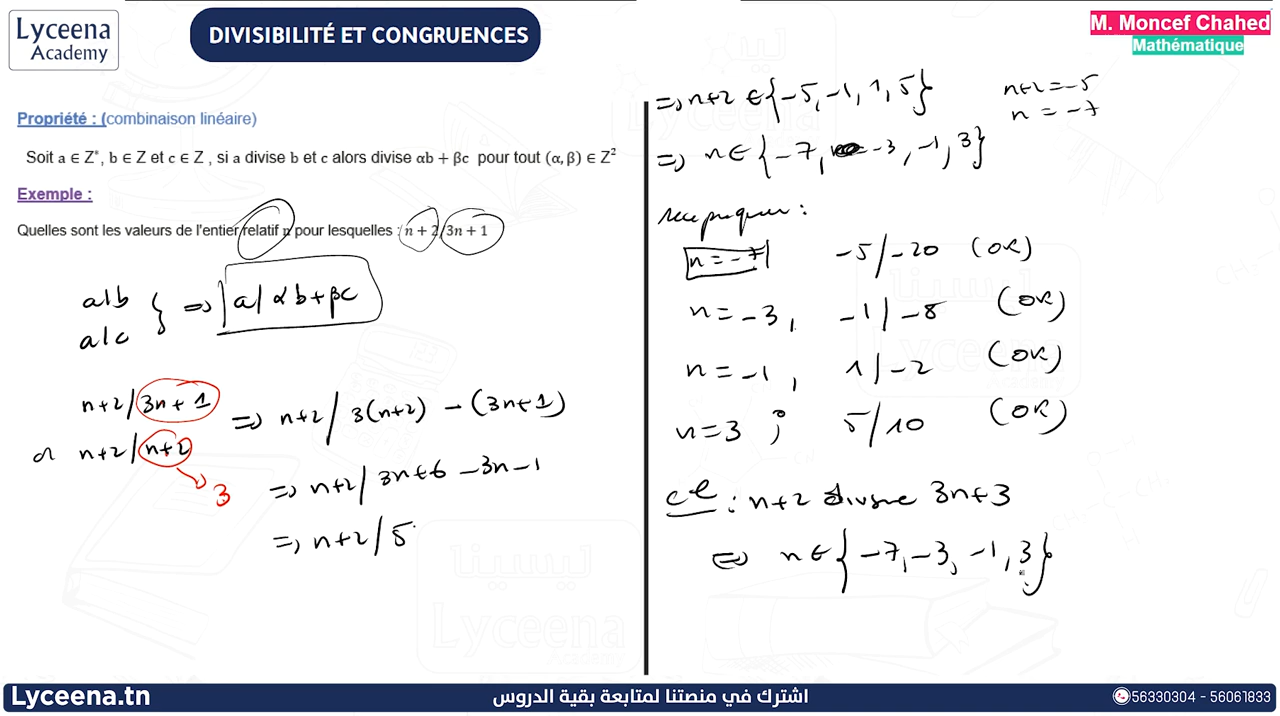 Lyceena
Academy
DIVISIBILITÉ ET CONGRUENCES
M. Moncef Chahed
Mathématique
Propriété : (combinaison linéaire)
Soit a ∈ Z*, b ∈ Z et c ∈ Z , si a divise b et c alors divise αb + βc pour tout (α, β) ∈ Z²
Exemple :
Quelles sont les valeurs de l'entier relatif n pour lesquelles : n + 2/3n + 1
a|b
a|c } => a/ αb+βc
n+2/3n+1 => n+2/ 3(n+2) - (3n+1)
or n+2/n+2
3
=> n+2/ 3n+6 -3n-1
=> n+2/5
=> n+2 ∈ {-5, -1, 1, 5}
n+2=-5
n = -7
=> n ∈ {-7, -3, -1, 3}
n=-7 -5/-20 (OK)
n=-3, -1/-8 (OK)
n=-1, 1/-2 (OK)
n=3 ; 5/10 (OK)
cl : n+2 divise 3n+3
<=> n ∈ {-7, -3, -1, 3}
Lyceena.tn
اشترك في منصتنا لمتابعة بقية الدروس
56330304 - 56061833